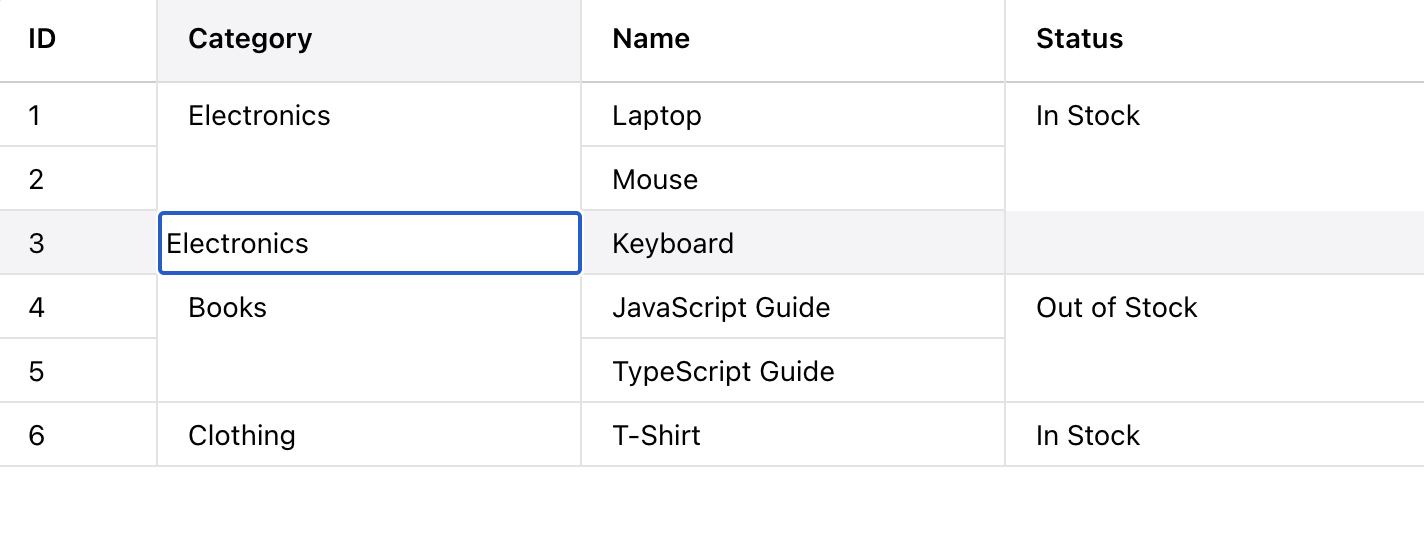 ID Category Name Status
1 Electronics Laptop In Stock
2 Mouse
3 Electronics Keyboard
4 Books JavaScript Guide Out of Stock
5 TypeScript Guide
6 Clothing T-Shirt In Stock